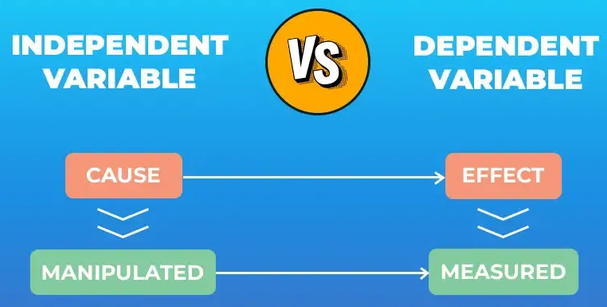 INDEPENDENT
VARIABLE
VS
DEPENDENT
VARIABLE
CAUSE
EFFECT
MANIPULATED
MEASURED